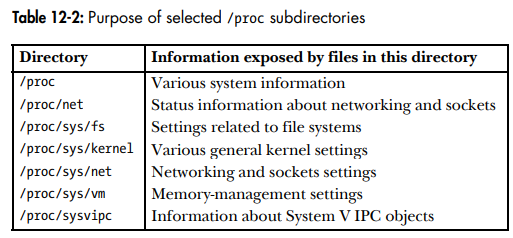 Table 12-2: Purpose of selected /proc subdirectories
Directory Information exposed by files in this directory
/proc Various system information
/proc/net Status information about networking and sockets
/proc/sys/fs Settings related to file systems
/proc/sys/kernel Various general kernel settings
/proc/sys/net Networking and sockets settings
/proc/sys/vm Memory-management settings
/proc/sysvipc Information about System V IPC objects